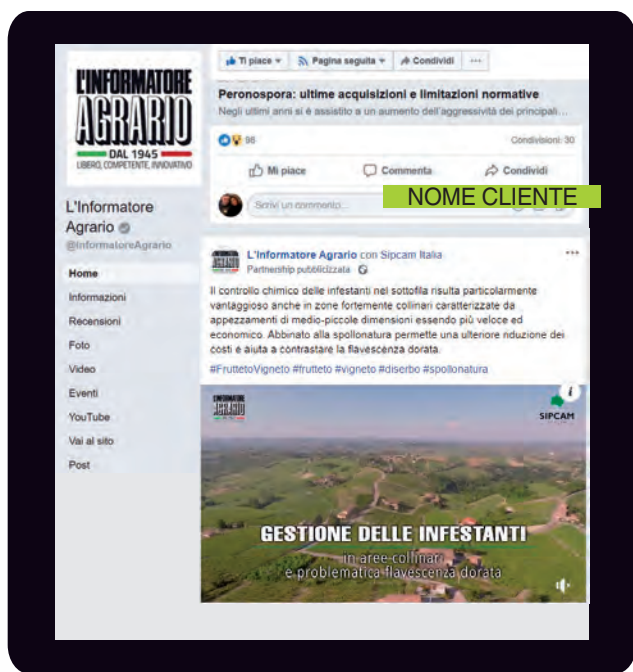 L'INFORMATORE
AGRARIO
DAL 1945
LIBERO, COMPETENTE, INNOVATIVO
L'Informatore
Agrario
@InformatoreAgrario
Home
Informazioni
Recensioni
Foto
Video
Eventi
YouTube
Vai al sito
Post
Ti piace
Pagina seguita
Condividi
Peronospora: ultime acquisizioni e limitazioni normative
Negli ultimi anni si è assistito a un aumento dell'aggressività dei principali...
96
Condivisioni: 30
Mi piace
Commenta
Condividi
Scrivi un commento...
NOME CLIENTE
L'Informatore Agrario con Sipcam Italia
Partnership pubblicizzata
Il controllo chimico delle infestanti nel sottofila risulta particolarmente
vantaggioso anche in zone fortemente collinari caratterizzate da
appezzamenti di medio-piccole dimensioni essendo più veloce ed
economico. Abbinato alla spollonatura permette una ulteriore riduzione dei
costi e aiuta a contrastare la flavescenza dorata.
#FruttetoVigneto #frutteto #vigneto #diserbo #spollonatura
L'INFORMATORE
AGRARIO
i
SIPCAM
GESTIONE DELLE INFESTANTI
in aree collinari
e problematica flavescenza dorata